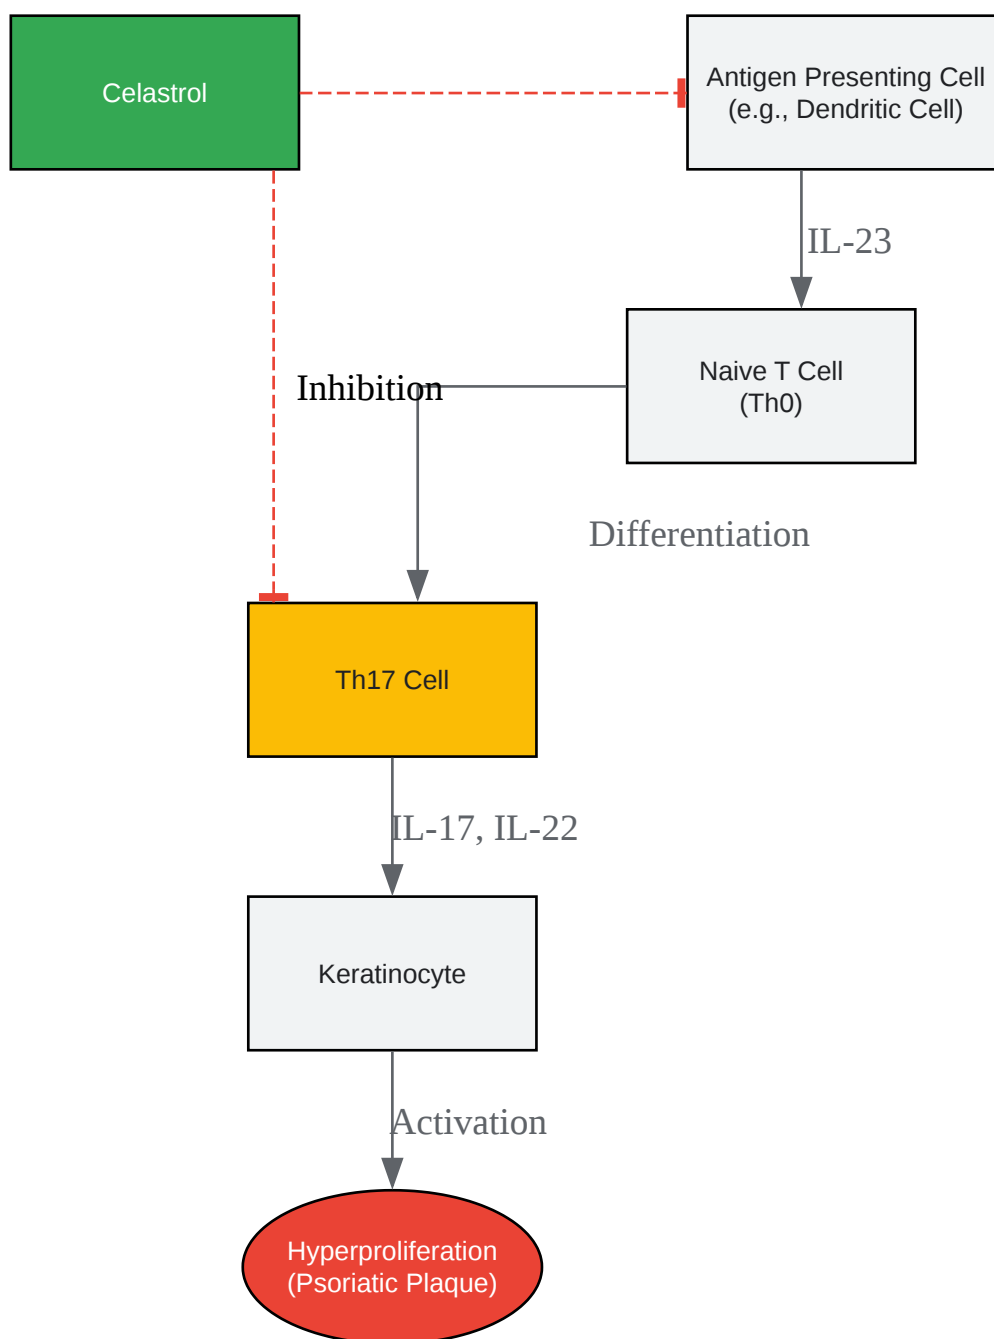 Celastrol
Antigen Presenting Cell
(e.g., Dendritic Cell)
IL-23
Naive T Cell
(Th0)
Inhibition
Differentiation
Th17 Cell
IL-17, IL-22
Keratinocyte
Activation
Hyperproliferation
(Psoriatic Plaque)